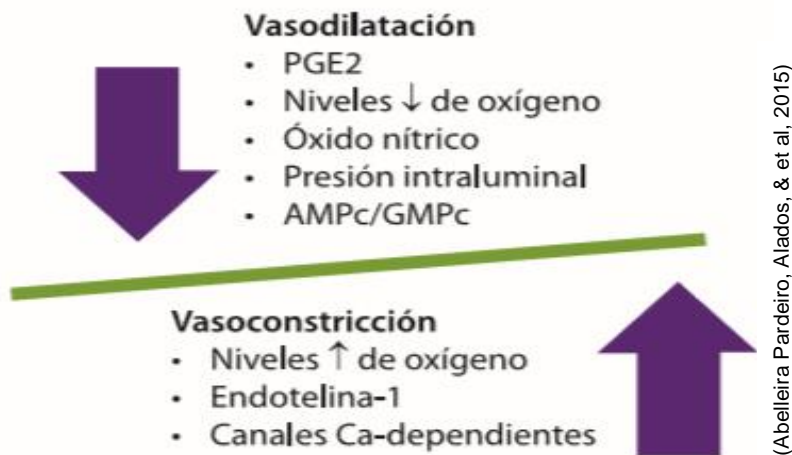 Vasodilatación
• PGE2
• Niveles ↓ de oxígeno
• Óxido nítrico
• Presión intraluminal
• AMPc/GMPc
Vasoconstricción
• Niveles ↑ de oxígeno
• Endotelina-1
• Canales Ca-dependientes
(Abelleira Pardeiro, Alados, & et al, 2015)